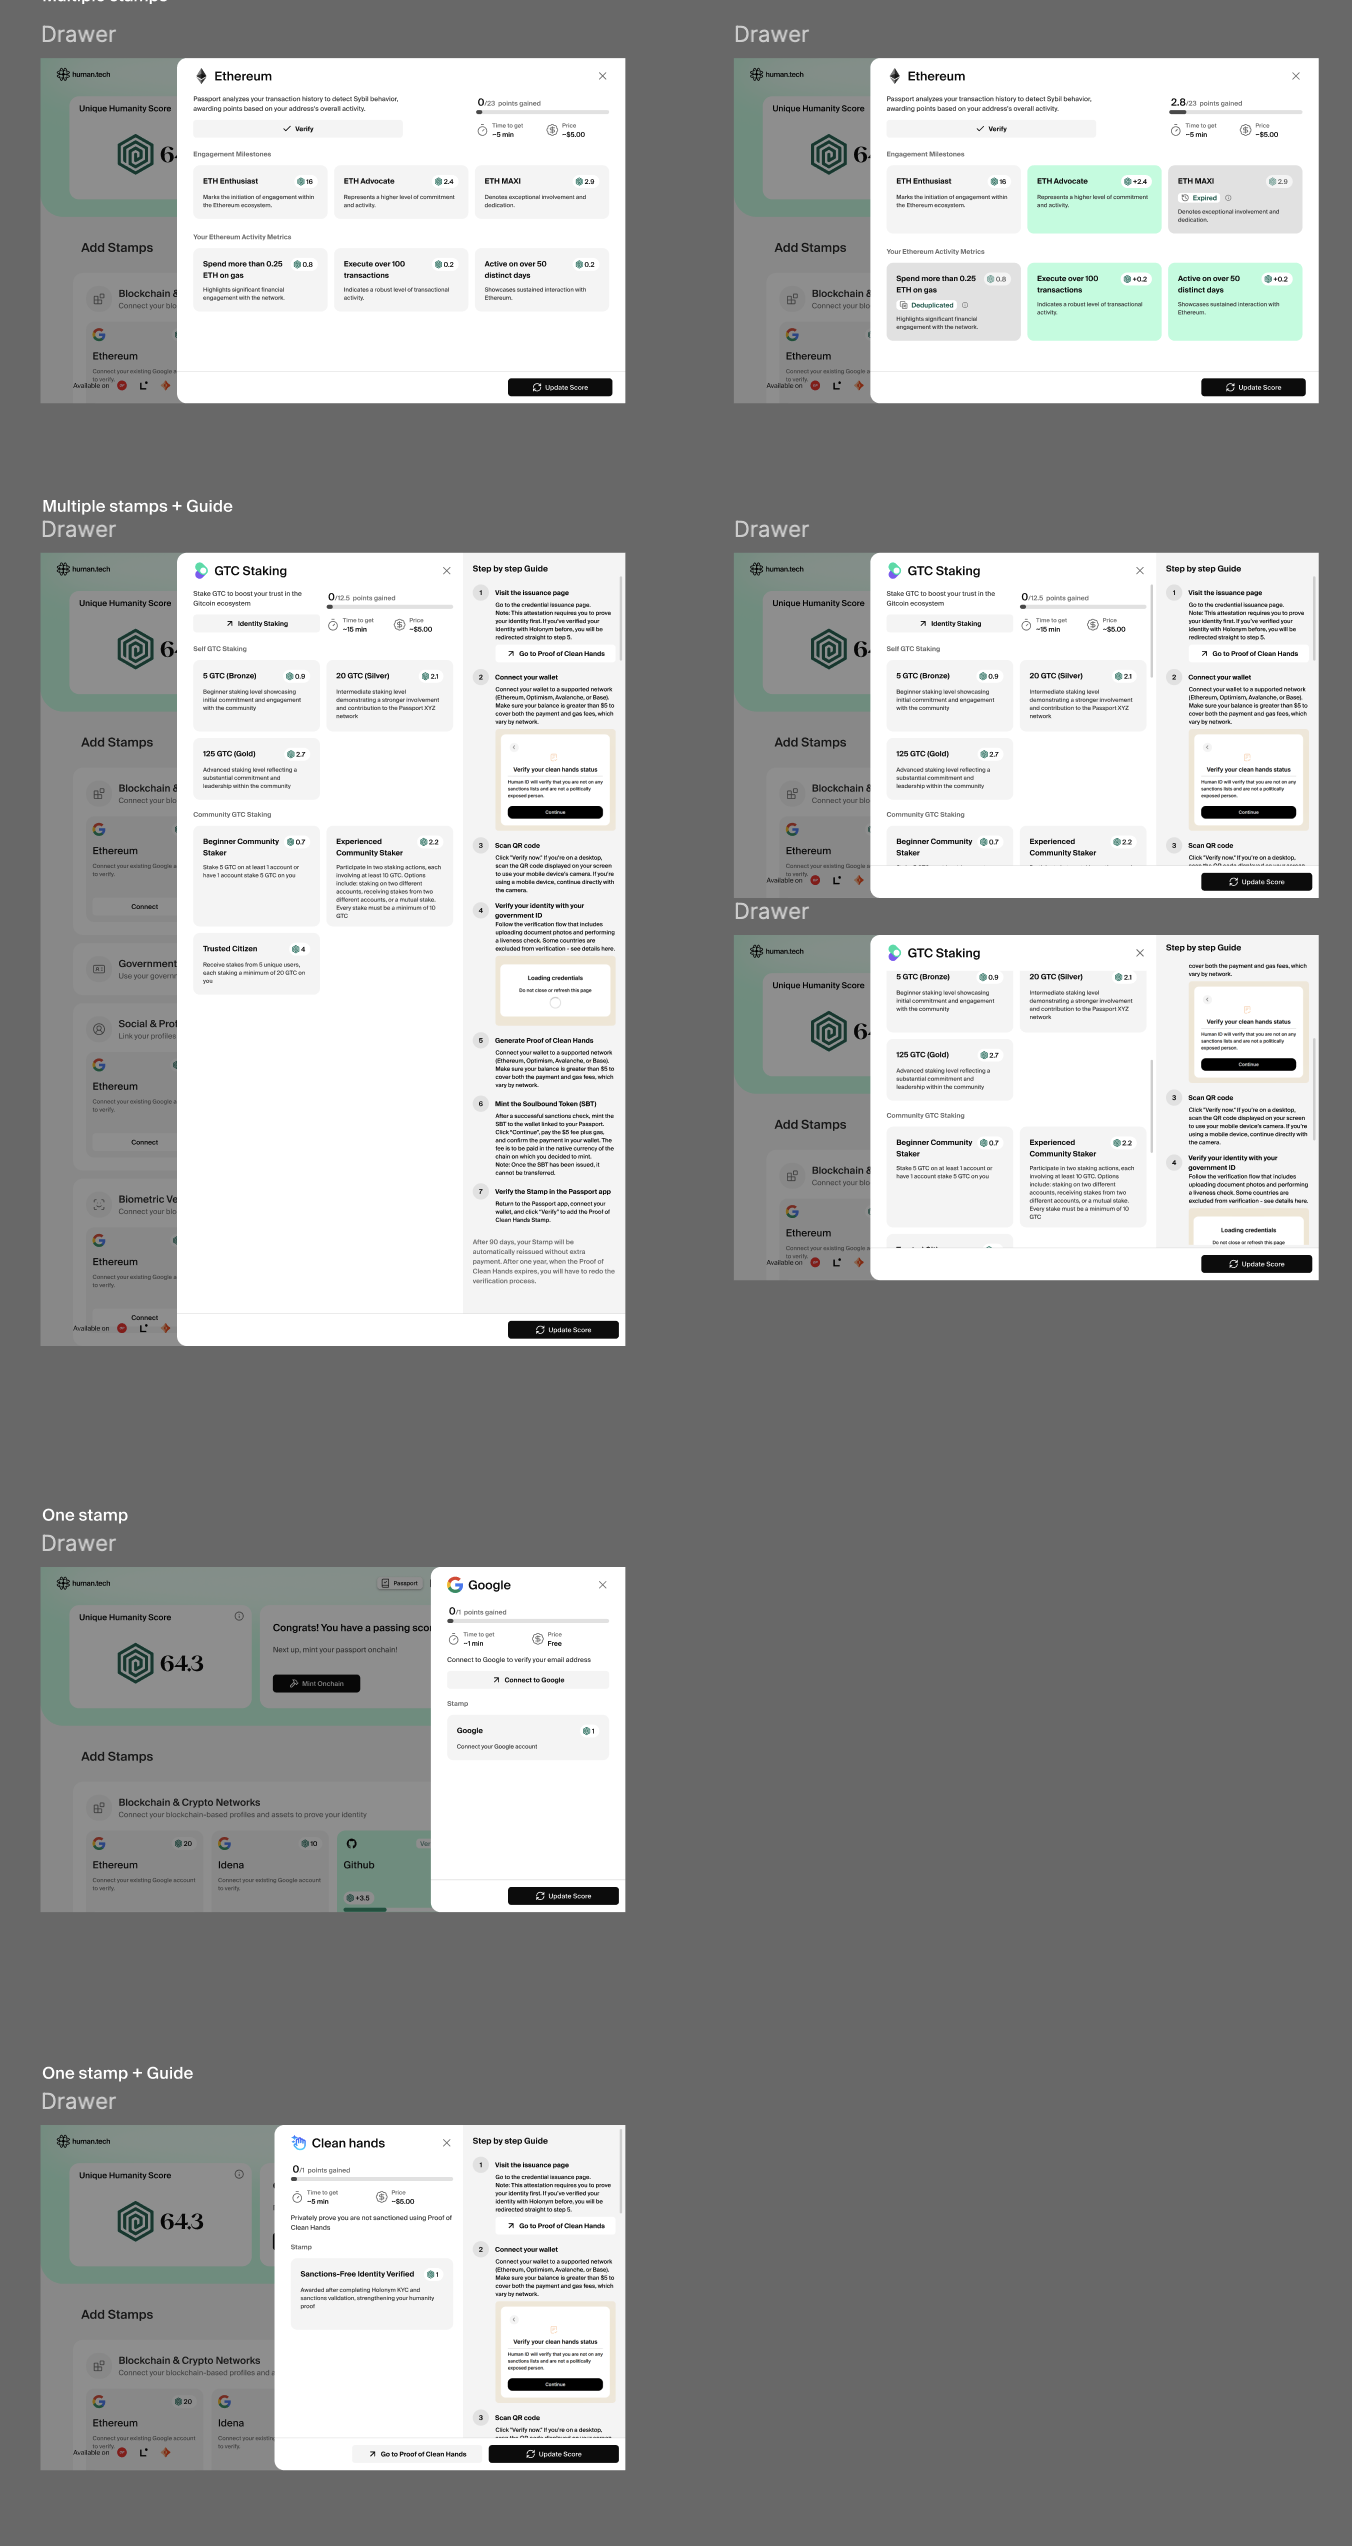 Multiple stamps
Drawer
human.tech
Unique Humanity Score
64
Add Stamps
Blockchain &
Connect your blo
Ethereum
Connect your existing Google a
to verify.
Available on
Ethereum
Passport analyzes your transaction history to detect Sybil behavior,
awarding points based on your address's overall activity.
Verify
0/23 points gained
Time to get
~5 min
Price
~$5.00
Engagement Milestones
ETH Enthusiast
16
Marks the initiation of engagement within
the Ethereum ecosystem.
ETH Advocate
2.4
Represents a higher level of commitment
and activity.
ETH MAXI
2.9
Denotes exceptional involvement and
dedication.
Your Ethereum Activity Metrics
Spend more than 0.25
ETH on gas
0.8
Highlights significant financial
engagement with the network.
Execute over 100
transactions
0.2
Indicates a robust level of transactional
activity.
Active on over 50
distinct days
0.2
Showcases sustained interaction with
Ethereum.
Update Score
Drawer
human.tech
Unique Humanity Score
6
Add Stamps
Blockchain &
Connect your blo
Ethereum
Connect your existing Google a
to verify.
Available on
Ethereum
Passport analyzes your transaction history to detect Sybil behavior,
awarding points based on your address's overall activity.
Verify
2.8/23 points gained
Time to get
~5 min
Price
~$5.00
Engagement Milestones
ETH Enthusiast
16
Marks the initiation of engagement within
the Ethereum ecosystem.
ETH Advocate
+2.4
Represents a higher level of commitment
and activity.
ETH MAXI
2.9
Expired
Denotes exceptional involvement and
dedication.
Your Ethereum Activity Metrics
Spend more than 0.25
ETH on gas
0.8
Deduplicated
Highlights significant financial
engagement with the network.
Execute over 100
transactions
+0.2
Indicates a robust level of transactional
activity.
Active on over 50
distinct days
+0.2
Showcases sustained interaction with
Ethereum.
Update Score
Multiple stamps + Guide
Drawer
human.tech
Unique Humanity Score
6
Add Stamps
Blockchain &
Connect your blo
Ethereum
Connect your existing Google a
to verify.
Connect
Government
Use your governm
Social & Prof
Link your profiles
Ethereum
Connect your existing Google a
to verify.
Connect
Biometric Ve
Connect your blo
Ethereum
Connect your existing Google a
to verify.
Connect
Available on
GTC Staking
Stake GTC to boost your trust in the
Gitcoin ecosystem
Identity Staking
0/12.5 points gained
Time to get
~15 min
Price
~$5.00
Self GTC Staking
5 GTC (Bronze)
0.9
Beginner staking level showcasing
initial commitment and engagement
with the community
20 GTC (Silver)
2.1
Intermediate staking level
demonstrating a stronger involvement
and contribution to the Passport XYZ
network
125 GTC (Gold)
2.7
Advanced staking level reflecting a
substantial commitment and
leadership within the community
Community GTC Staking
Beginner Community
Staker
0.7
Stake 5 GTC on at least 1 account or
have 1 account stake 5 GTC on you
Experienced
Community Staker
2.2
Participate in two staking actions, each
involving at least 10 GTC. Options
include: staking on two different
accounts, receiving stakes from two
different accounts, or a mutual stake.
Every stake must be a minimum of 10
GTC
Trusted Citizen
4
Receive stakes from 5 unique users,
each staking a minimum of 20 GTC on
you
Step by step Guide
1
Visit the issuance page
Go to the credential issuance page.
Note: This attestation requires you to prove
your identity first. If you've verified your
identity with Holonym before, you will be
redirected straight to step 5.
Go to Proof of Clean Hands
2
Connect your wallet
Connect your wallet to a supported network
(Ethereum, Optimism, Avalanche, or Base).
Make sure your balance is greater than $5 to
cover both the payment and gas fees, which
vary by network.
Verify your clean hands status
Human ID will verify that you are not on any
sanctions lists and are not a politically
exposed person.
Continue
3
Scan QR code
Click "Verify now." If you're on a desktop,
scan the QR code displayed on your screen
to use your mobile device's camera. If you're
using a mobile device, continue directly with
the camera.
4
Verify your identity with your
government ID
Follow the verification flow that includes
uploading document photos and performing
a liveness check. Some countries are
excluded from verification - see details here.
Loading credentials
Do not close or refresh this page
5
Generate Proof of Clean Hands
Connect your wallet to a supported network
(Ethereum, Optimism, Avalanche, or Base).
Make sure your balance is greater than $5 to
cover both the payment and gas fees, which
vary by network.
6
Mint the Soulbound Token (SBT)
After a successful sanctions check, mint the
SBT to the wallet linked to your Passport.
Click "Continue", pay the $5 fee plus gas,
and confirm the payment in your wallet. The
fee is to be paid in the native currency of the
chain on which you decided to mint.
Note: Once the SBT has been issued, it
cannot be transferred.
7
Verify the Stamp in the Passport app
Return to the Passport app, connect your
wallet, and click "Verify" to add the Proof of
Clean Hands Stamp.
After 90 days, your Stamp will be
automatically reissued without extra
payment. After one year, when the Proof of
Clean Hands expires, you will have to redo the
verification process.
Update Score
Drawer
human.tech
Unique Humanity Score
6
Add Stamps
Blockchain &
Connect your blo
Ethereum
Connect your existing Google a
to verify.
Available on
GTC Staking
Stake GTC to boost your trust in the
Gitcoin ecosystem
Identity Staking
0/12.5 points gained
Time to get
~15 min
Price
~$5.00
Self GTC Staking
5 GTC (Bronze)
0.9
Beginner staking level showcasing
initial commitment and engagement
with the community
20 GTC (Silver)
2.1
Intermediate staking level
demonstrating a stronger involvement
and contribution to the Passport XYZ
network
125 GTC (Gold)
2.7
Advanced staking level reflecting a
substantial commitment and
leadership within the community
Community GTC Staking
Beginner Community
Staker
0.7
Experienced
Community Staker
2.2
Step by step Guide
1
Visit the issuance page
Go to the credential issuance page.
Note: This attestation requires you to prove
your identity first. If you've verified your
identity with Holonym before, you will be
redirected straight to step 5.
Go to Proof of Clean Hands
2
Connect your wallet
Connect your wallet to a supported network
(Ethereum, Optimism, Avalanche, or Base).
Make sure your balance is greater than $5 to
cover both the payment and gas fees, which
vary by network.
Verify your clean hands status
Human ID will verify that you are not on any
sanctions lists and are not a politically
exposed person.
Continue
3
Scan QR code
Click "Verify now." If you're on a desktop,
scan the QR code displayed on your screen
Update Score
Drawer
human.tech
Unique Humanity Score
6
Add Stamps
Blockchain &
Connect your blo
Ethereum
Connect your existing Google a
to verify.
Available on
GTC Staking
5 GTC (Bronze)
0.9
Beginner staking level showcasing
initial commitment and engagement
with the community
20 GTC (Silver)
2.1
Intermediate staking level
demonstrating a stronger involvement
and contribution to the Passport XYZ
network
125 GTC (Gold)
2.7
Advanced staking level reflecting a
substantial commitment and
leadership within the community
Community GTC Staking
Beginner Community
Staker
0.7
Stake 5 GTC on at least 1 account or
have 1 account stake 5 GTC on you
Experienced
Community Staker
2.2
Participate in two staking actions, each
involving at least 10 GTC. Options
include: staking on two different
accounts, receiving stakes from two
different accounts, or a mutual stake.
Every stake must be a minimum of 10
GTC
Step by step Guide
cover both the payment and gas fees, which
vary by network.
Verify your clean hands status
Human ID will verify that you are not on any
sanctions lists and are not a politically
exposed person.
Continue
3
Scan QR code
Click "Verify now." If you're on a desktop,
scan the QR code displayed on your screen
to use your mobile device's camera. If you're
using a mobile device, continue directly with
the camera.
4
Verify your identity with your
government ID
Follow the verification flow that includes
uploading document photos and performing
a liveness check. Some countries are
excluded from verification - see details here.
Loading credentials
Do not close or refresh this page
Update Score
One stamp
Drawer
human.tech
Passport
Unique Humanity Score
64.3
Congrats! You have a passing scor
Next up, mint your passport onchain!
Mint Onchain
Add Stamps
Blockchain & Crypto Networks
Connect your blockchain-based profiles and assets to prove your identity
20
Ethereum
Connect your existing Google account
to verify.
10
Idena
Connect your existing Google account
to verify.
Ver
Github
+3.5
Google
0/1 points gained
Time to get
~1 min
Price
Free
Connect to Google to verify your email address
Connect to Google
Stamp
Google
1
Connect your Google account
Update Score
One stamp + Guide
Drawer
human.tech
Unique Humanity Score
64.3
Add Stamps
Blockchain & Crypto Networks
Connect your blockchain-based profiles and a
20
Ethereum
Connect your existing Google account
to verify.
Idena
Connect your existing Google a
to verify.
Available on
Clean hands
0/1 points gained
Time to get
~5 min
Price
~$5.00
Privately prove you are not sanctioned using Proof of
Clean Hands
Stamp
Sanctions-Free Identity Verified
1
Awarded after completing Holonym KYC and
sanctions validation, strengthening your humanity
proof
Step by step Guide
1
Visit the issuance page
Go to the credential issuance page.
Note: This attestation requires you to prove
your identity first. If you've verified your
identity with Holonym before, you will be
redirected straight to step 5.
Go to Proof of Clean Hands
2
Connect your wallet
Connect your wallet to a supported network
(Ethereum, Optimism, Avalanche, or Base).
Make sure your balance is greater than $5 to
cover both the payment and gas fees, which
vary by network.
Verify your clean hands status
Human ID will verify that you are not on any
sanctions lists and are not a politically
exposed person.
Continue
3
Scan QR code
Click "Verify now." If you're on a desktop,
Go to Proof of Clean Hands
Update Score